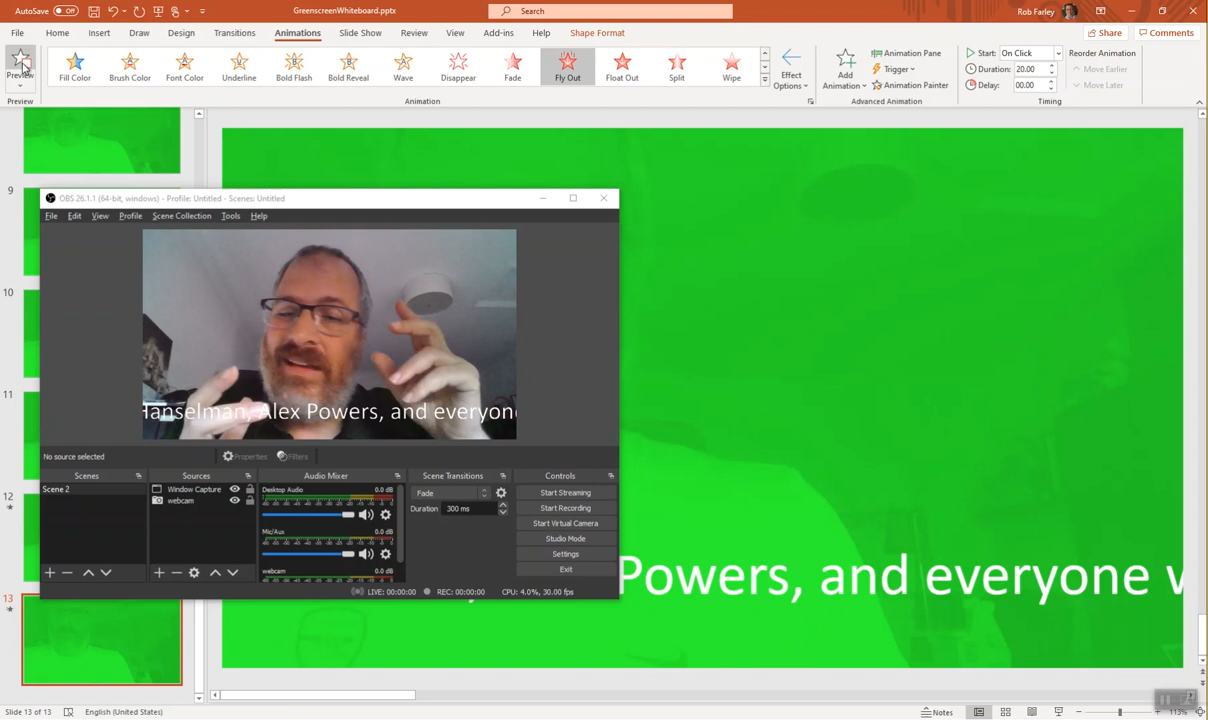 AutoSave Off GreenscreenWhiteboard.pptx Search Rob Farley
File Home Insert Draw Design Transitions Animations Slide Show Review View Add-ins Help Shape Format Share Comments
Preview Fill Color Brush Color Font Color Underline Bold Flash Bold Reveal Wave Disappear Fade Fly Out Float Out Split Wipe Effect Options Add Animation Animation Pane Trigger Animation Painter Start: On Click Duration: 20.00 Delay: 00.00 Reorder Animation Move Earlier Move Later
Preview Animation Advanced Animation Timing
9
OBS 26.1.1 (64-bit, windows) - Profile: Untitled - Scenes: Untitled
File Edit View Profile Scene Collection Tools Help
10
11
Hanselman, Alex Powers, and everyone
No source selected Properties Filters
Scenes Sources Audio Mixer Scene Transitions Controls
Scene 2 Window Capture Desktop Audio 0.0 dB Fade Start Streaming
12
webcam Duration 300 ms Start Recording
Mic/Aux 0.0 dB Start Virtual Camera
Studio Mode
Settings
webcam Exit
Powers, and everyone w
LIVE: 00:00:00 REC: 00:00:00 CPU: 4.0%, 30.00 fps
13
Slide 13 of 13 English (United States) Notes 113%